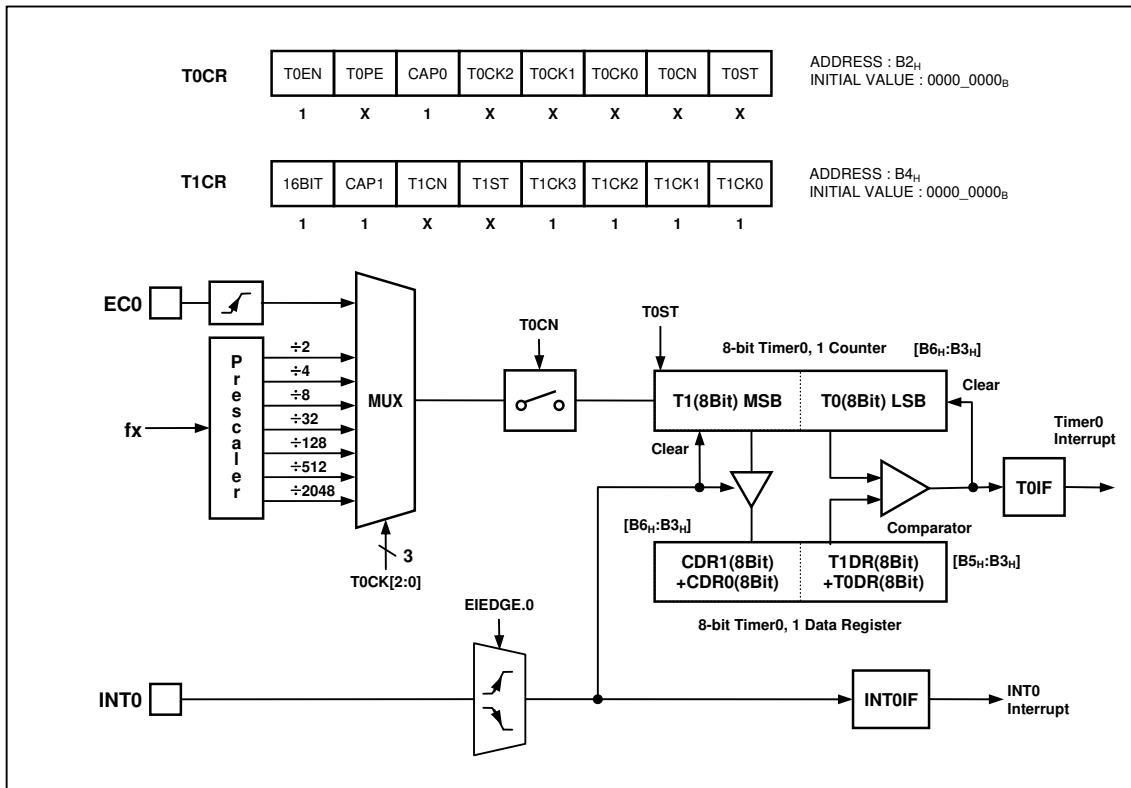 T0CR T0EN T0PE CAP0 T0CK2 T0CK1 T0CK0 T0CN T0ST
ADDRESS : B2H
INITIAL VALUE : 0000_0000B
1 X 1 X X X X X
T1CR 16BIT CAP1 T1CN T1ST T1CK3 T1CK2 T1CK1 T1CK0
ADDRESS : B4H
INITIAL VALUE : 0000_0000B
1 1 X X 1 1 1 1
EC0
fx
Prescaler
÷2
÷4
÷8
÷32
÷128
÷512
÷2048
MUX
3
T0CK[2:0]
T0CN
T0ST
8-bit Timer0, 1 Counter
[B6H:B3H]
T1(8Bit) MSB
T0(8Bit) LSB
Clear
Clear
Comparator
T0IF
Timer0
Interrupt
[B6H:B3H]
CDR1(8Bit)
+CDR0(8Bit)
T1DR(8Bit)
+T0DR(8Bit)
[B5H:B3H]
8-bit Timer0, 1 Data Register
EIEDGE.0
INT0
INT0IF
INT0
Interrupt